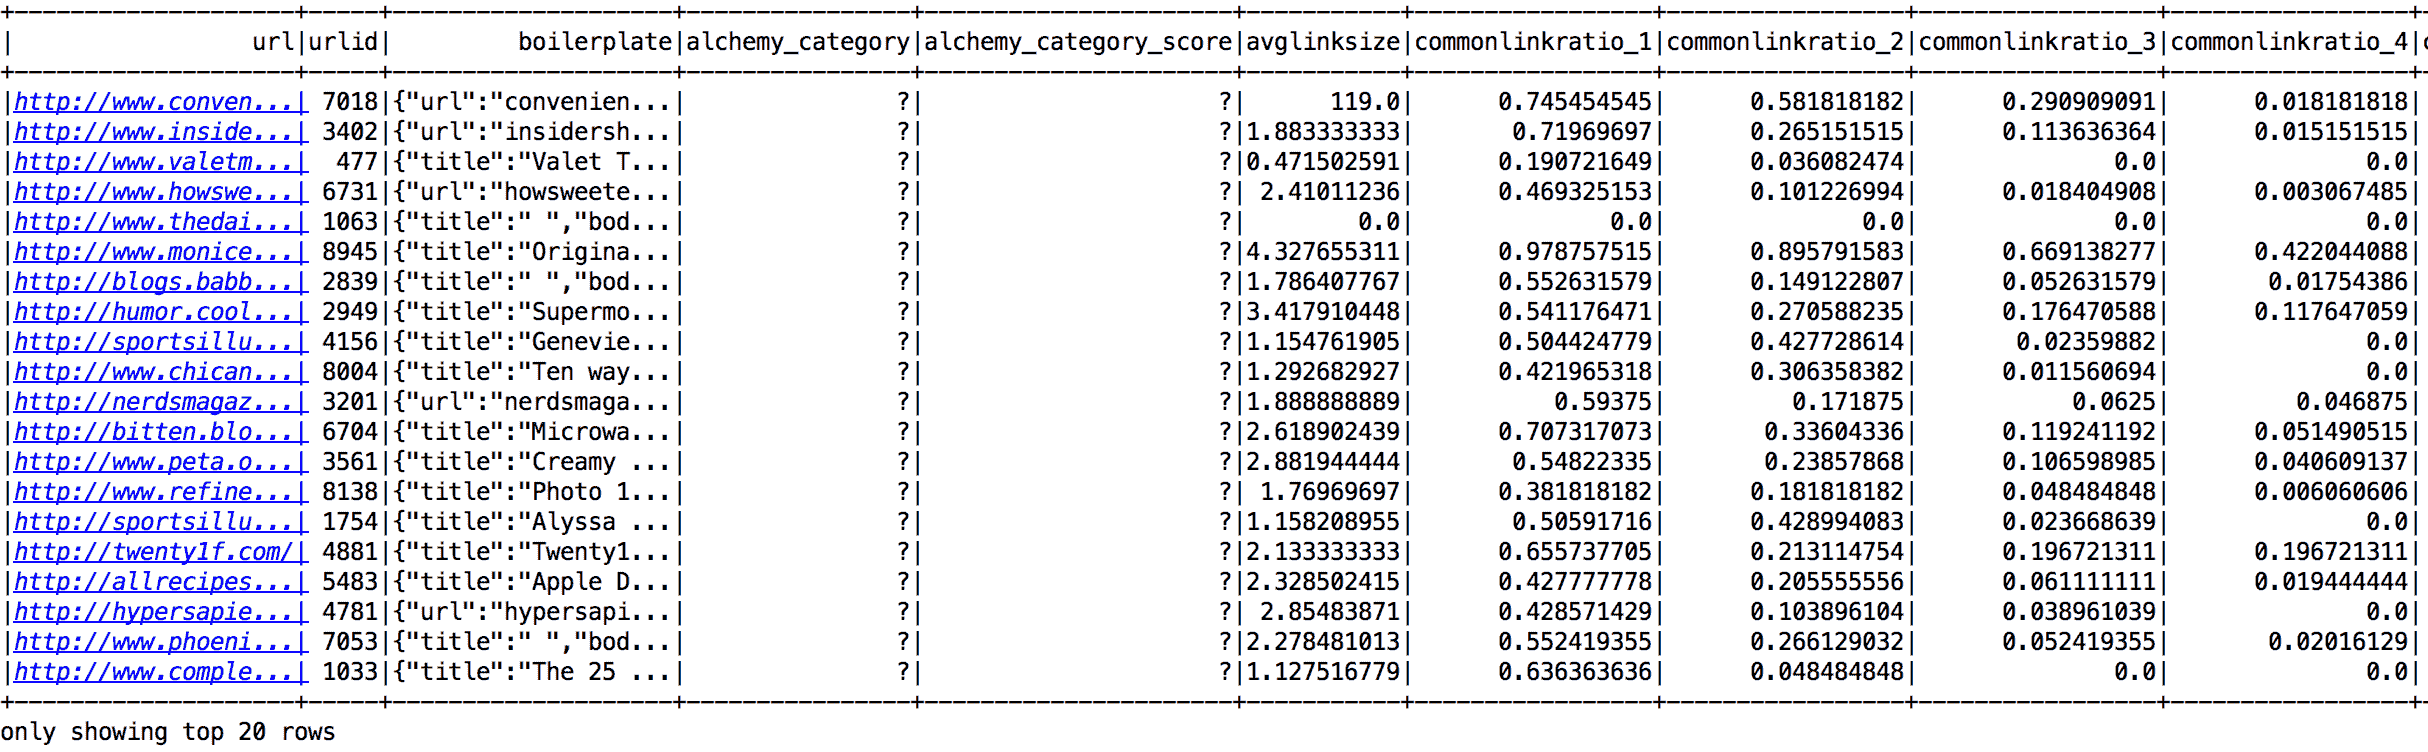 +--------------------+-----+--------------------+----------------+----------------------+-----------+-----------------+-----------------+-----------------+-----------------+-
| url|urlid| boilerplate|alchemy_category|alchemy_category_score|avglinksize|commonlinkratio_1|commonlinkratio_2|commonlinkratio_3|commonlinkratio_4|c
+--------------------+-----+--------------------+----------------+----------------------+-----------+-----------------+-----------------+-----------------+-----------------+-
|http://www.conven...| 7018|{"url":"convenien...| ?| ?| 119.0| 0.745454545| 0.581818182| 0.290909091| 0.018181818|
|http://www.inside...| 3402|{"url":"insidersh...| ?| ?|1.883333333| 0.71969697| 0.265151515| 0.113636364| 0.015151515|
|http://www.valetm...| 477|{"title":"Valet T...| ?| ?|0.471502591| 0.190721649| 0.036082474| 0.0| 0.0|
|http://www.howswe...| 6731|{"url":"howsweete...| ?| ?| 2.41011236| 0.469325153| 0.101226994| 0.018404908| 0.003067485|
|http://www.thedai...| 1063|{"title":" ","bod...| ?| ?| 0.0| 0.0| 0.0| 0.0| 0.0|
|http://www.monice...| 8945|{"title":"Origina...| ?| ?|4.327655311| 0.978757515| 0.895791583| 0.669138277| 0.422044088|
|http://blogs.babb...| 2839|{"title":" ","bod...| ?| ?|1.786407767| 0.552631579| 0.149122807| 0.052631579| 0.01754386|
|http://humor.cool...| 2949|{"title":"Supermo...| ?| ?|3.417910448| 0.541176471| 0.270588235| 0.176470588| 0.117647059|
|http://sportsillu...| 4156|{"title":"Genevie...| ?| ?|1.154761905| 0.504424779| 0.427728614| 0.02359882| 0.0|
|http://www.chican...| 8004|{"title":"Ten way...| ?| ?|1.292682927| 0.421965318| 0.306358382| 0.011560694| 0.0|
|http://nerdsmagaz...| 3201|{"url":"nerdsmaga...| ?| ?|1.888888889| 0.59375| 0.171875| 0.0625| 0.046875|
|http://bitten.blo...| 6704|{"title":"Microwa...| ?| ?|2.618902439| 0.707317073| 0.33604336| 0.119241192| 0.051490515|
|http://www.peta.o...| 3561|{"title":"Creamy ...| ?| ?|2.881944444| 0.54822335| 0.23857868| 0.106598985| 0.040609137|
|http://www.refine...| 8138|{"title":"Photo 1...| ?| ?| 1.76969697| 0.381818182| 0.181818182| 0.048484848| 0.006060606|
|http://sportsillu...| 1754|{"title":"Alyssa ...| ?| ?|1.158208955| 0.50591716| 0.428994083| 0.023668639| 0.0|
|http://twenty1f.com/| 4881|{"title":"Twenty1...| ?| ?|2.133333333| 0.655737705| 0.213114754| 0.196721311| 0.196721311|
|http://allrecipes...| 5483|{"title":"Apple D...| ?| ?|2.328502415| 0.427777778| 0.205555556| 0.061111111| 0.019444444|
|http://hypersapie...| 4781|{"url":"hypersapi...| ?| ?| 2.85483871| 0.428571429| 0.103896104| 0.038961039| 0.0|
|http://www.phoeni...| 7053|{"title":" ","bod...| ?| ?|2.278481013| 0.552419355| 0.266129032| 0.052419355| 0.02016129|
|http://www.comple...| 1033|{"title":"The 25 ...| ?| ?|1.127516779| 0.636363636| 0.048484848| 0.0| 0.0|
+--------------------+-----+--------------------+----------------+----------------------+-----------+-----------------+-----------------+-----------------+-----------------+-
only showing top 20 rows